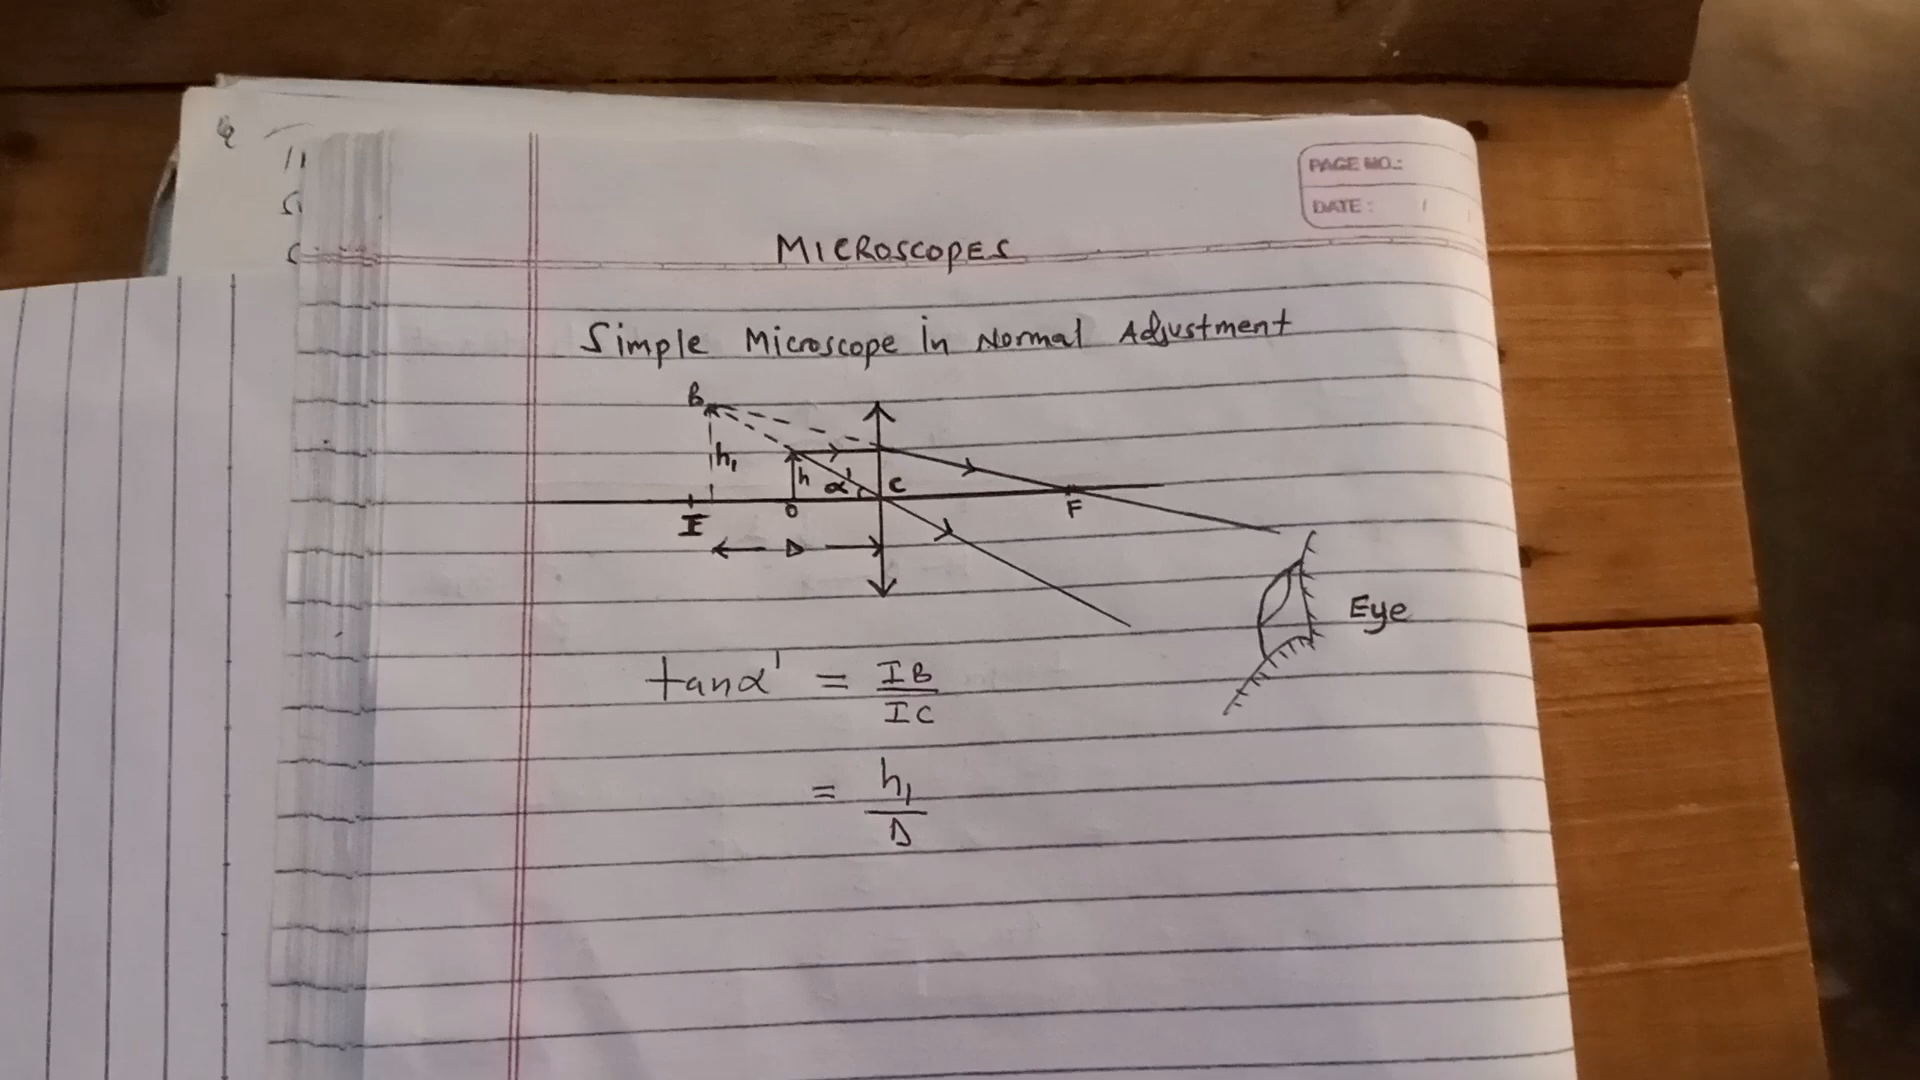 PAGE NO.:
DATE: / /
MICROSCOPES
Simple Microscope in Normal Adjustment
B
h₁
h
α'
C
O
F
I
D
Eye
tanα' = IB/IC
= h₁/D